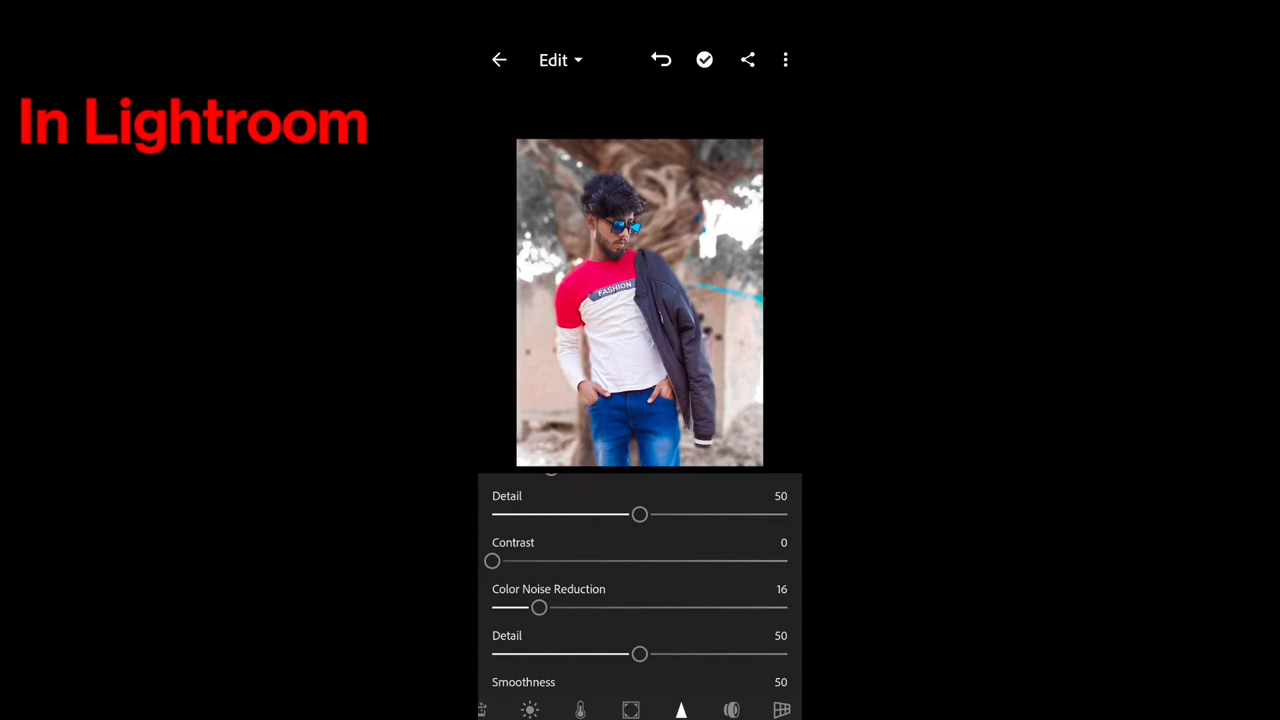 Edit
In Lightroom
FASHION
Detail 50
Contrast 0
Color Noise Reduction 16
Detail 50
Smoothness 50